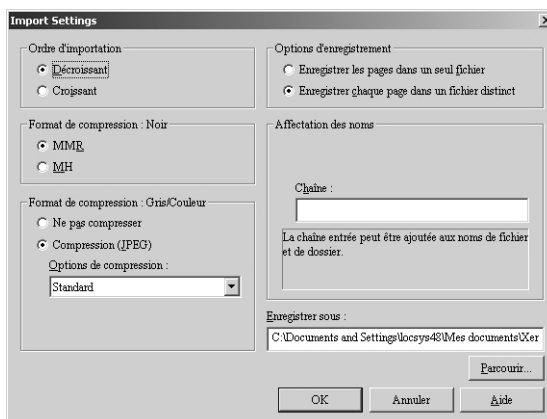 Import Settings
Ordre d'importation
Décroissant
Croissant
Format de compression : Noir
MMR
MH
Format de compression : Gris/Couleur
Ne pas compresser
Compression (JPEG)
Options de compression :
Standard
Options d'enregistrement
Enregistrer les pages dans un seul fichier
Enregistrer chaque page dans un fichier distinct
Affectation des noms
Chaîne :
La chaîne entrée peut être ajoutée aux noms de fichier
et de dossier.
Enregistrer sous :
C:\Documents and Settings\locsys48\Mes documents\Xer
Parcourir...
OK
Annuler
Aide